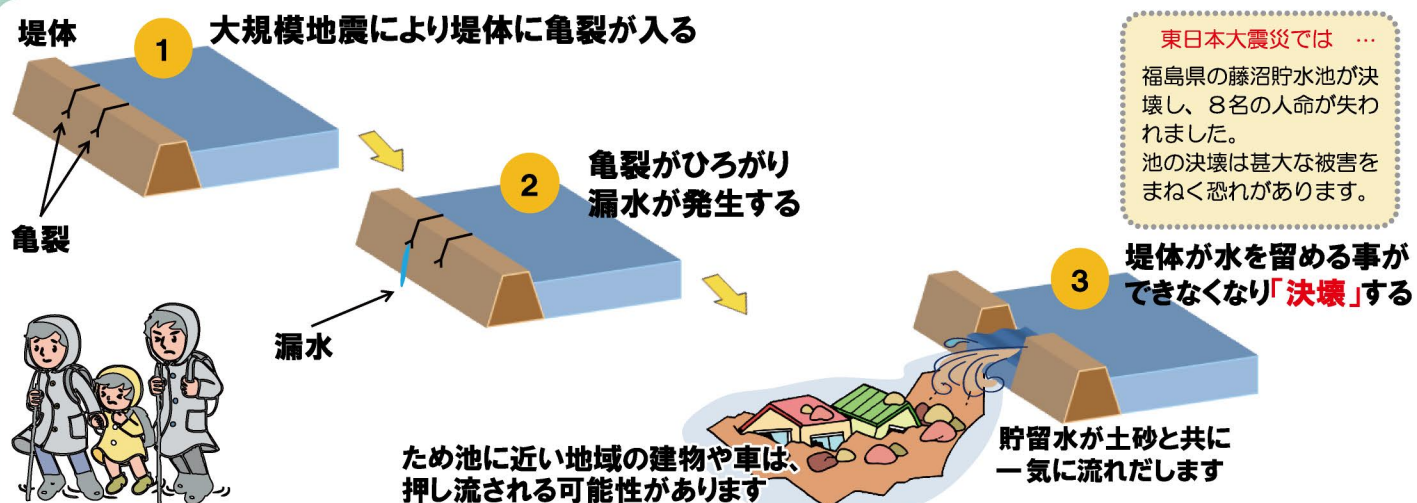 堤体
1
大規模地震により堤体に亀裂が入る
亀裂
2
亀裂がひろがり
漏水が発生する
漏水
東日本大震災では …
福島県の藤沼貯水池が決
壊し、８名の人命が失わ
れました。
池の決壊は甚大な被害を
まねく恐れがあります。
3
堤体が水を留める事が
できなくなり「決壊」する
貯留水が土砂と共に
一気に流れだします
ため池に近い地域の建物や車は、
押し流される可能性があります